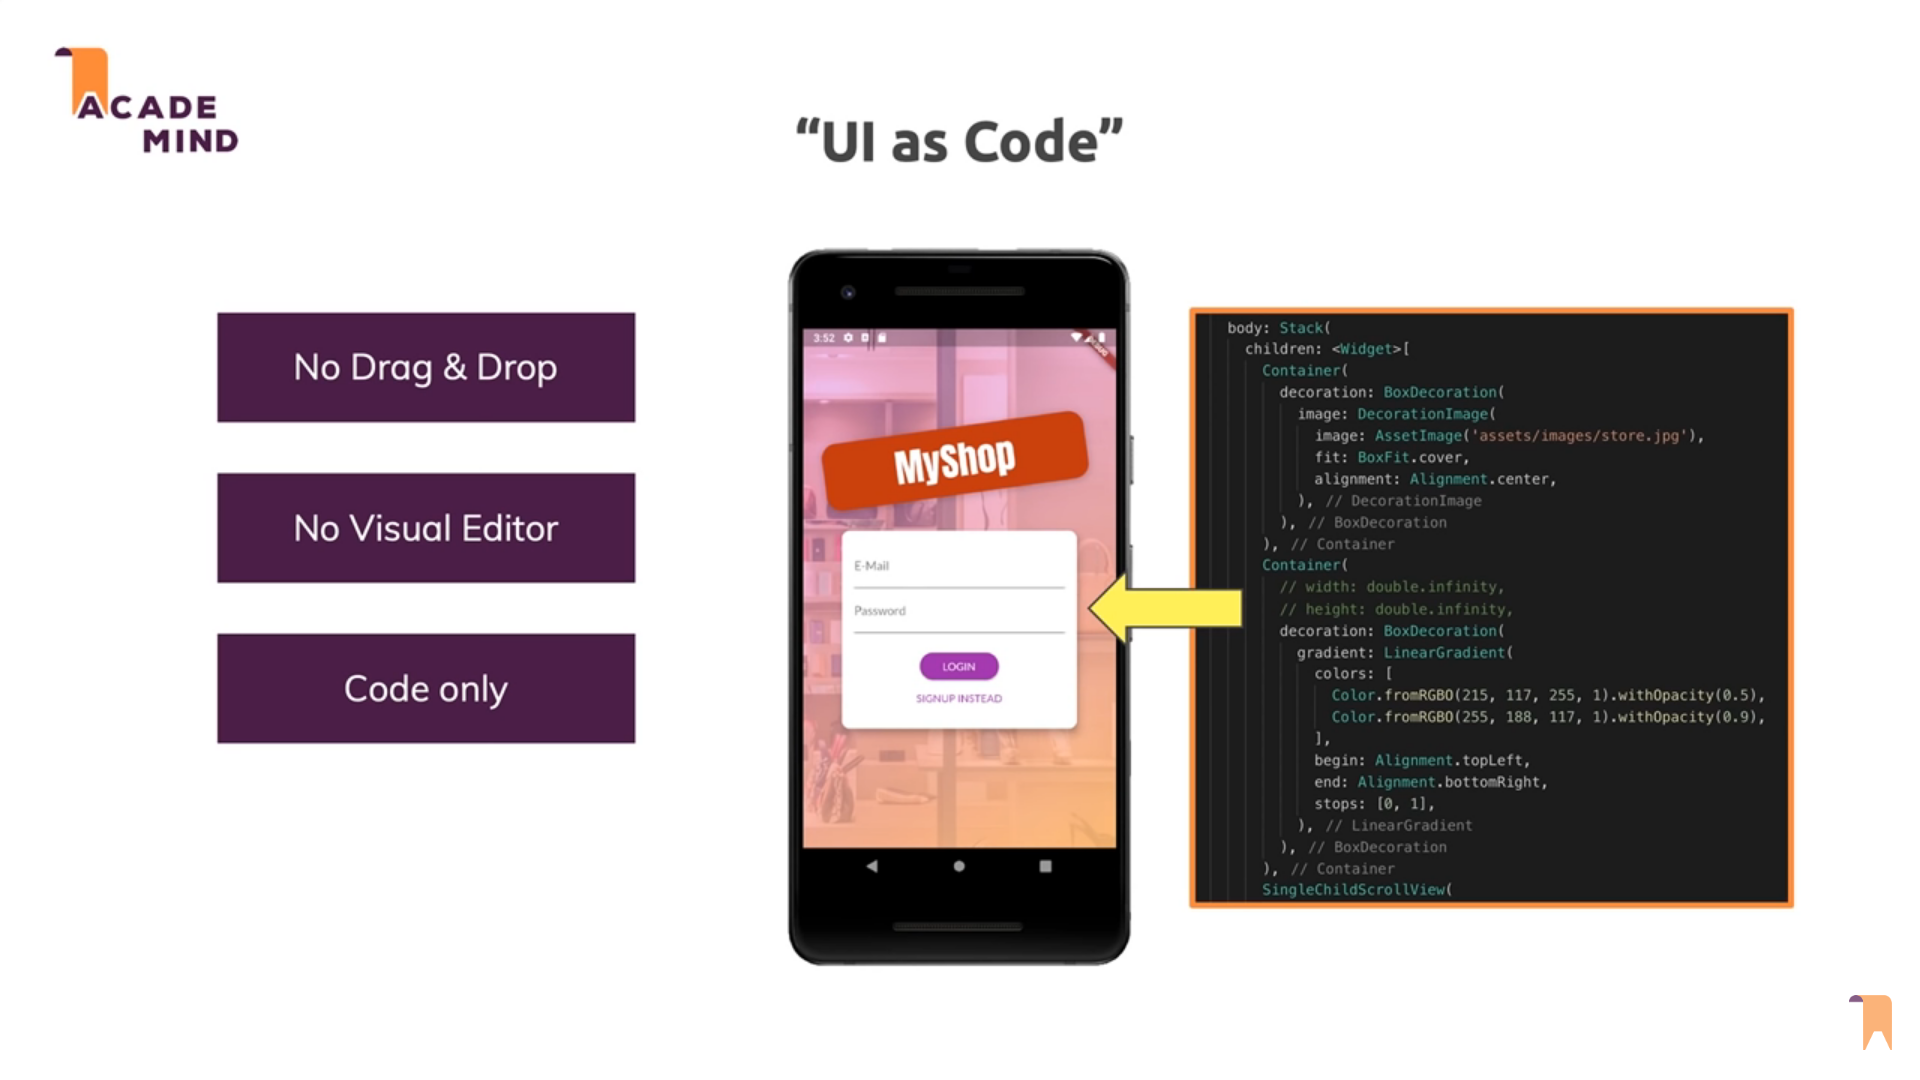 ACADE
MIND
“UI as Code”
No Drag & Drop
No Visual Editor
Code only
3:52
MyShop
E-Mail
Password
LOGIN
SIGNUP INSTEAD
body: Stack(
children: <Widget>[
Container(
decoration: BoxDecoration(
image: DecorationImage(
image: AssetImage('assets/images/store.jpg'),
fit: BoxFit.cover,
alignment: Alignment.center,
), // DecorationImage
), // BoxDecoration
), // Container
Container(
// width: double.infinity,
// height: double.infinity,
decoration: BoxDecoration(
gradient: LinearGradient(
colors: [
Color.fromRGBO(215, 117, 255, 1).withOpacity(0.5),
Color.fromRGBO(255, 188, 117, 1).withOpacity(0.9),
],
begin: Alignment.topLeft,
end: Alignment.bottomRight,
stops: [0, 1],
), // LinearGradient
), // BoxDecoration
), // Container
SingleChildScrollView(